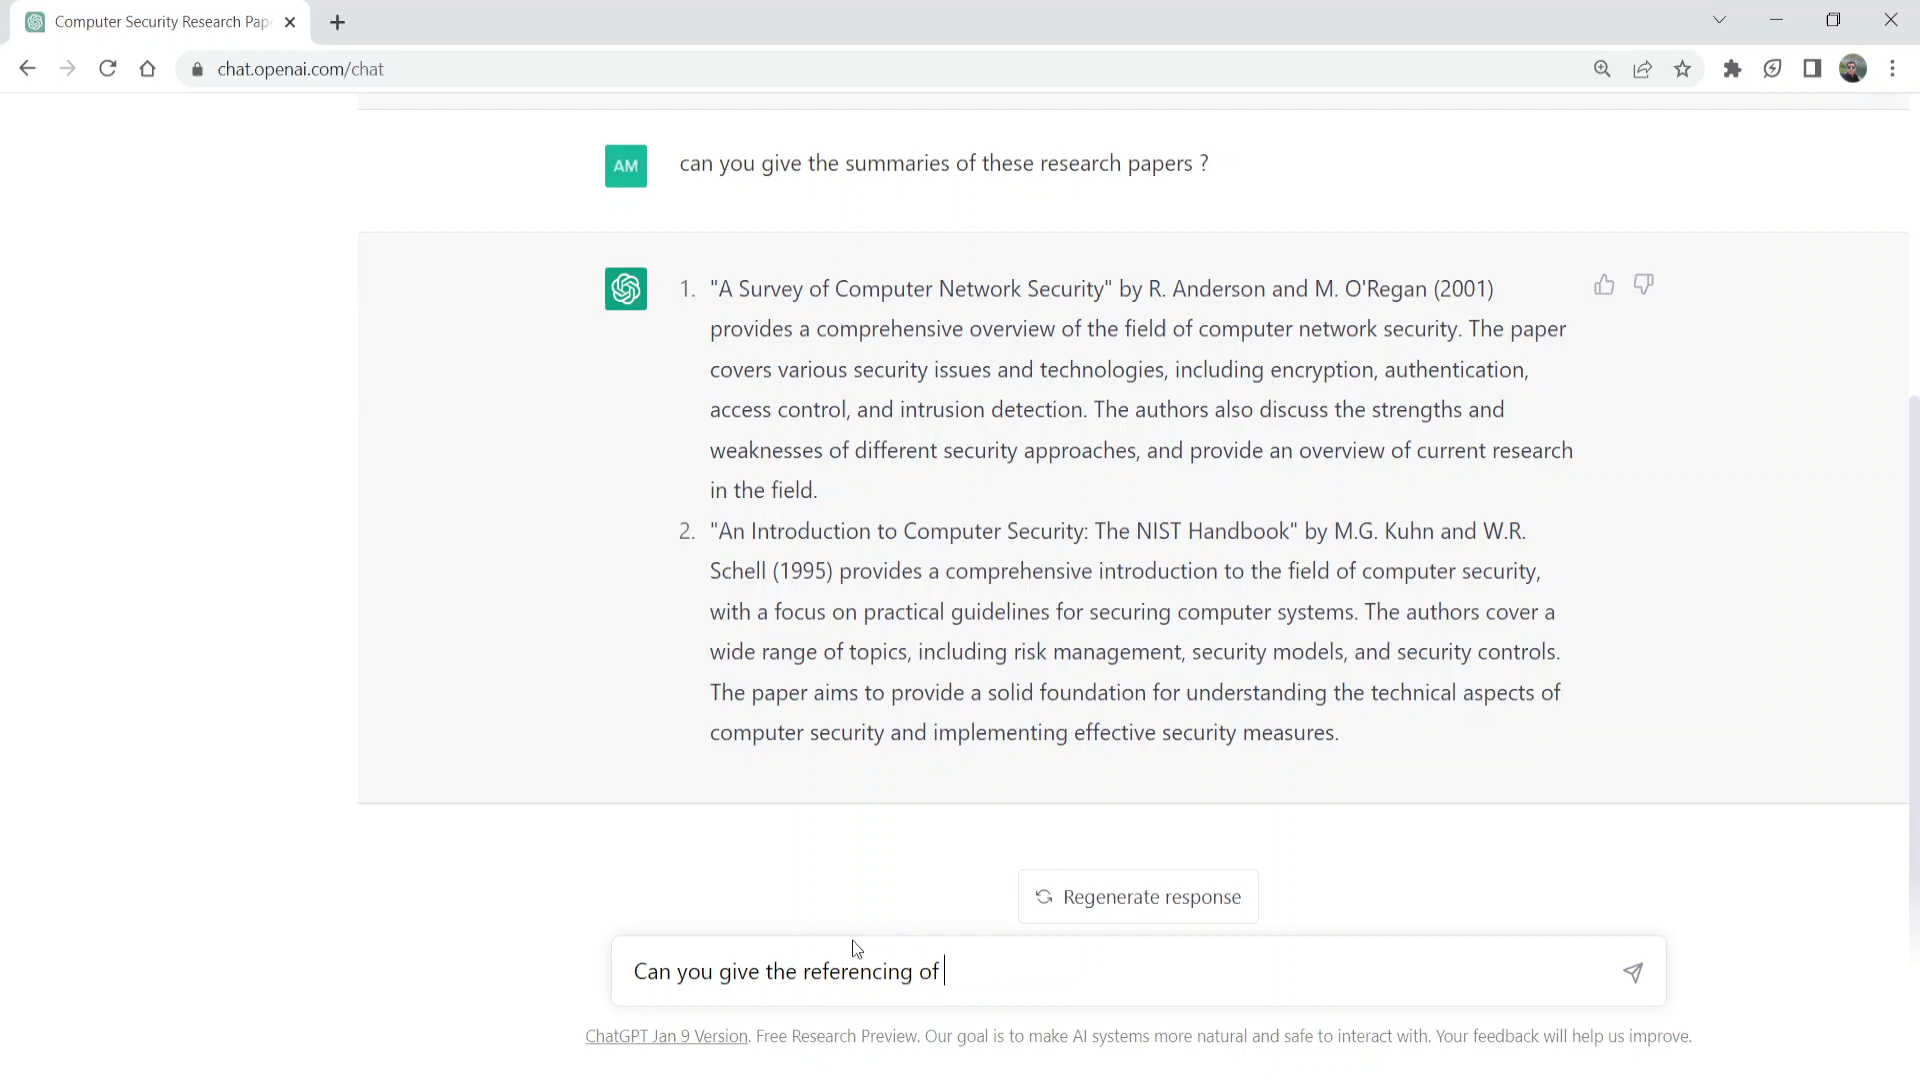 Computer Security Research Pap
chat.openai.com/chat
AM
can you give the summaries of these research papers ?
1. "A Survey of Computer Network Security" by R. Anderson and M. O'Regan (2001)
provides a comprehensive overview of the field of computer network security. The paper
covers various security issues and technologies, including encryption, authentication,
access control, and intrusion detection. The authors also discuss the strengths and
weaknesses of different security approaches, and provide an overview of current research
in the field.
2. "An Introduction to Computer Security: The NIST Handbook" by M.G. Kuhn and W.R.
Schell (1995) provides a comprehensive introduction to the field of computer security,
with a focus on practical guidelines for securing computer systems. The authors cover a
wide range of topics, including risk management, security models, and security controls.
The paper aims to provide a solid foundation for understanding the technical aspects of
computer security and implementing effective security measures.
Regenerate response
Can you give the referencing of
ChatGPT Jan 9 Version. Free Research Preview. Our goal is to make AI systems more natural and safe to interact with. Your feedback will help us improve.